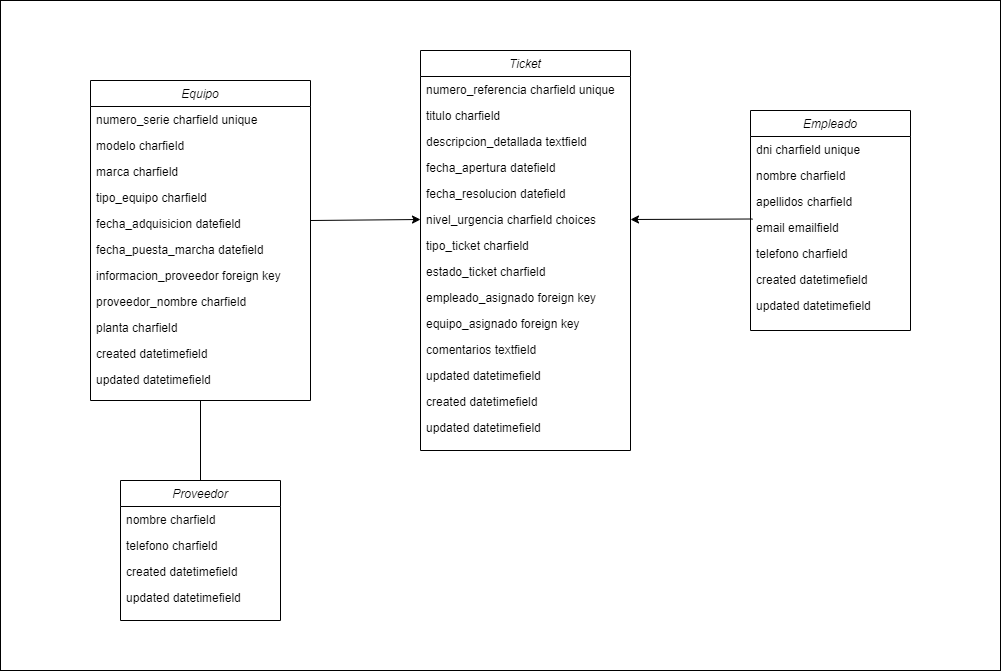 Equipo
numero_serie charfield unique
modelo charfield
marca charfield
tipo_equipo charfield
fecha_adquisicion datefield
fecha_puesta_marcha datefield
informacion_proveedor foreign key
proveedor_nombre charfield
planta charfield
created datetimefield
updated datetimefield
Ticket
numero_referencia charfield unique
titulo charfield
descripcion_detallada textfield
fecha_apertura datefield
fecha_resolucion datefield
nivel_urgencia charfield choices
tipo_ticket charfield
estado_ticket charfield
empleado_asignado foreign key
equipo_asignado foreign key
comentarios textfield
updated datetimefield
created datetimefield
updated datetimefield
Empleado
dni charfield unique
nombre charfield
apellidos charfield
email emailfield
telefono charfield
created datetimefield
updated datetimefield
Proveedor
nombre charfield
telefono charfield
created datetimefield
updated datetimefield